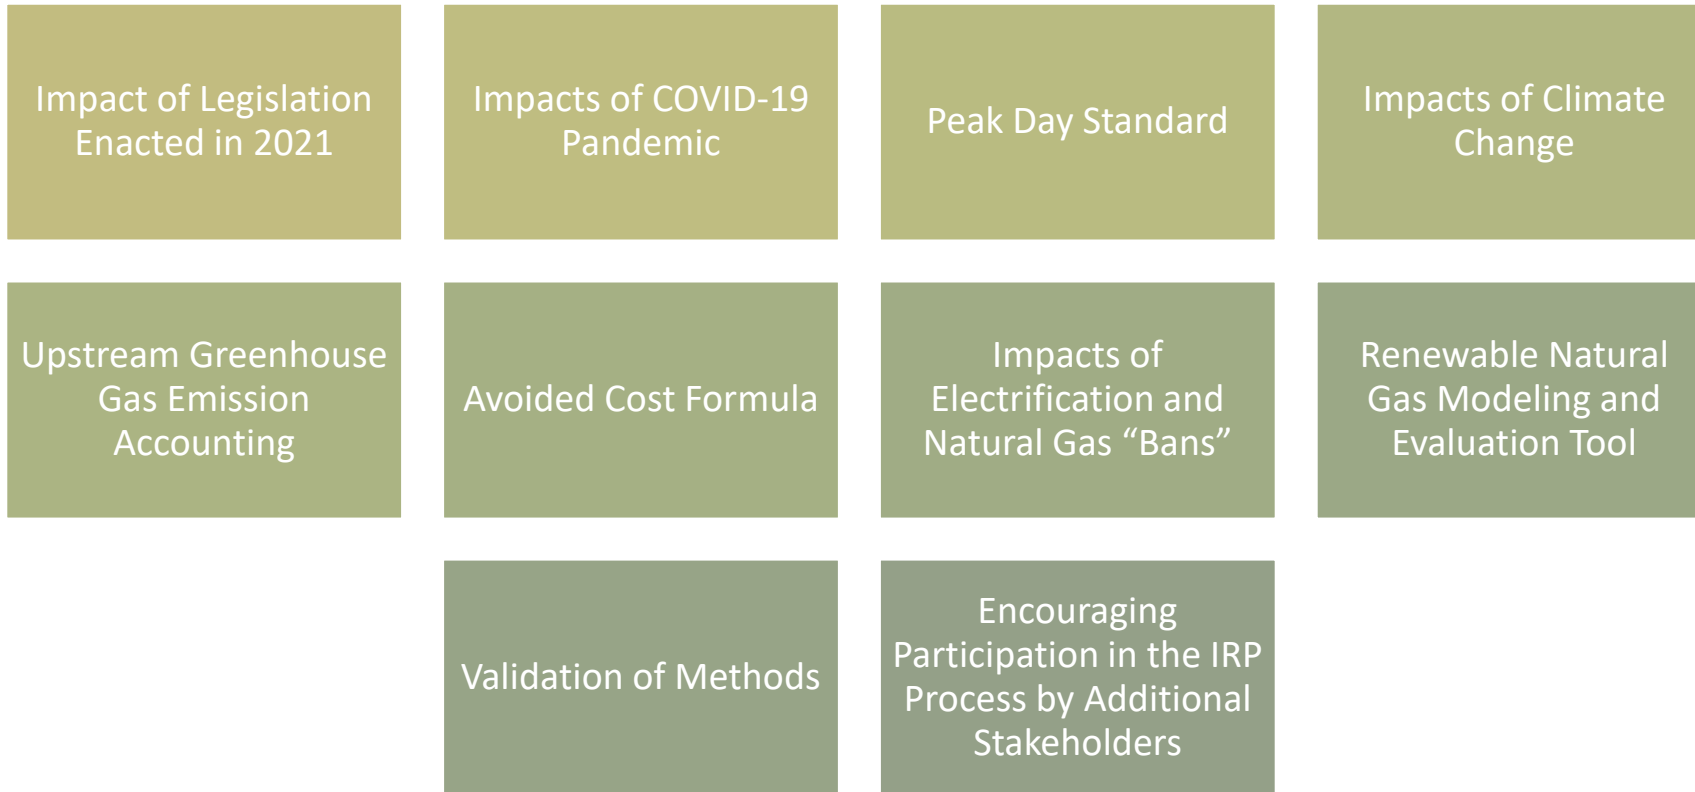 Impact of Legislation
Enacted in 2021
Impacts of COVID-19
Pandemic
Peak Day Standard
Impacts of Climate
Change
Upstream Greenhouse
Gas Emission
Accounting
Avoided Cost Formula
Impacts of
Electrification and
Natural Gas “Bans”
Renewable Natural
Gas Modeling and
Evaluation Tool
Validation of Methods
Encouraging
Participation in the IRP
Process by Additional
Stakeholders